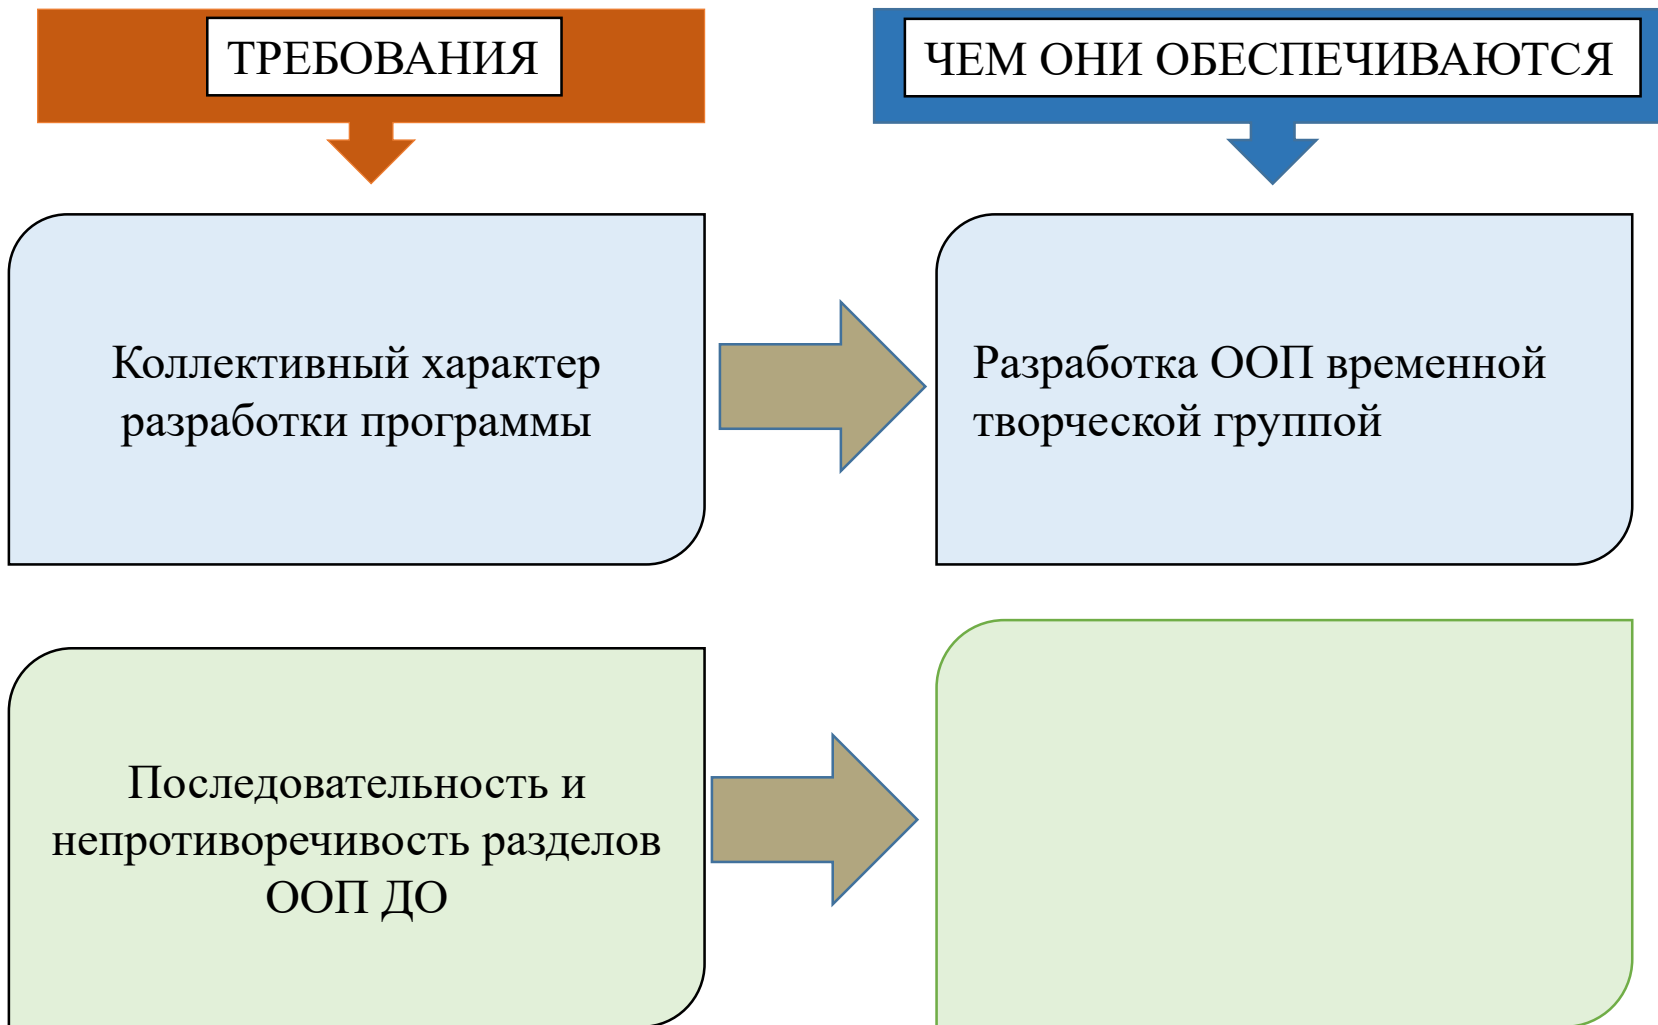 ТРЕБОВАНИЯ
ЧЕМ ОНИ ОБЕСПЕЧИВАЮТСЯ
Коллективный характер
разработки программы
Разработка ООП временной
творческой группой
Последовательность и
непротиворечивость разделов
ООП ДО